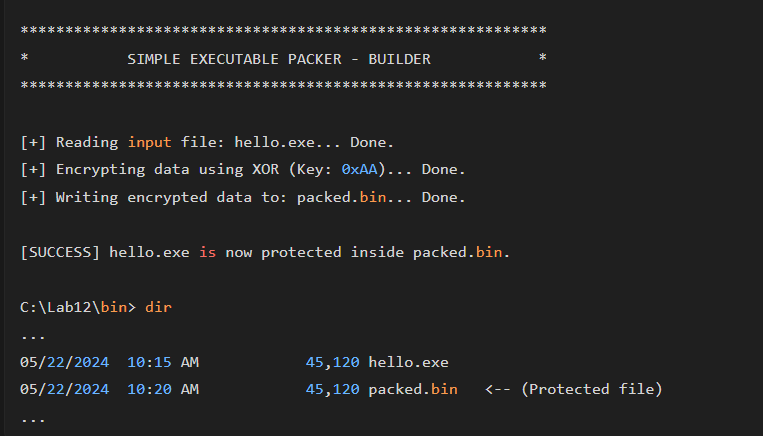 ************************************************************
* SIMPLE EXECUTABLE PACKER - BUILDER *
************************************************************
[+] Reading input file: hello.exe... Done.
[+] Encrypting data using XOR (Key: 0xAA)... Done.
[+] Writing encrypted data to: packed.bin... Done.
[SUCCESS] hello.exe is now protected inside packed.bin.
C:\Lab12\bin> dir
...
05/22/2024 10:15 AM 45,120 hello.exe
05/22/2024 10:20 AM 45,120 packed.bin <-- (Protected file)
...